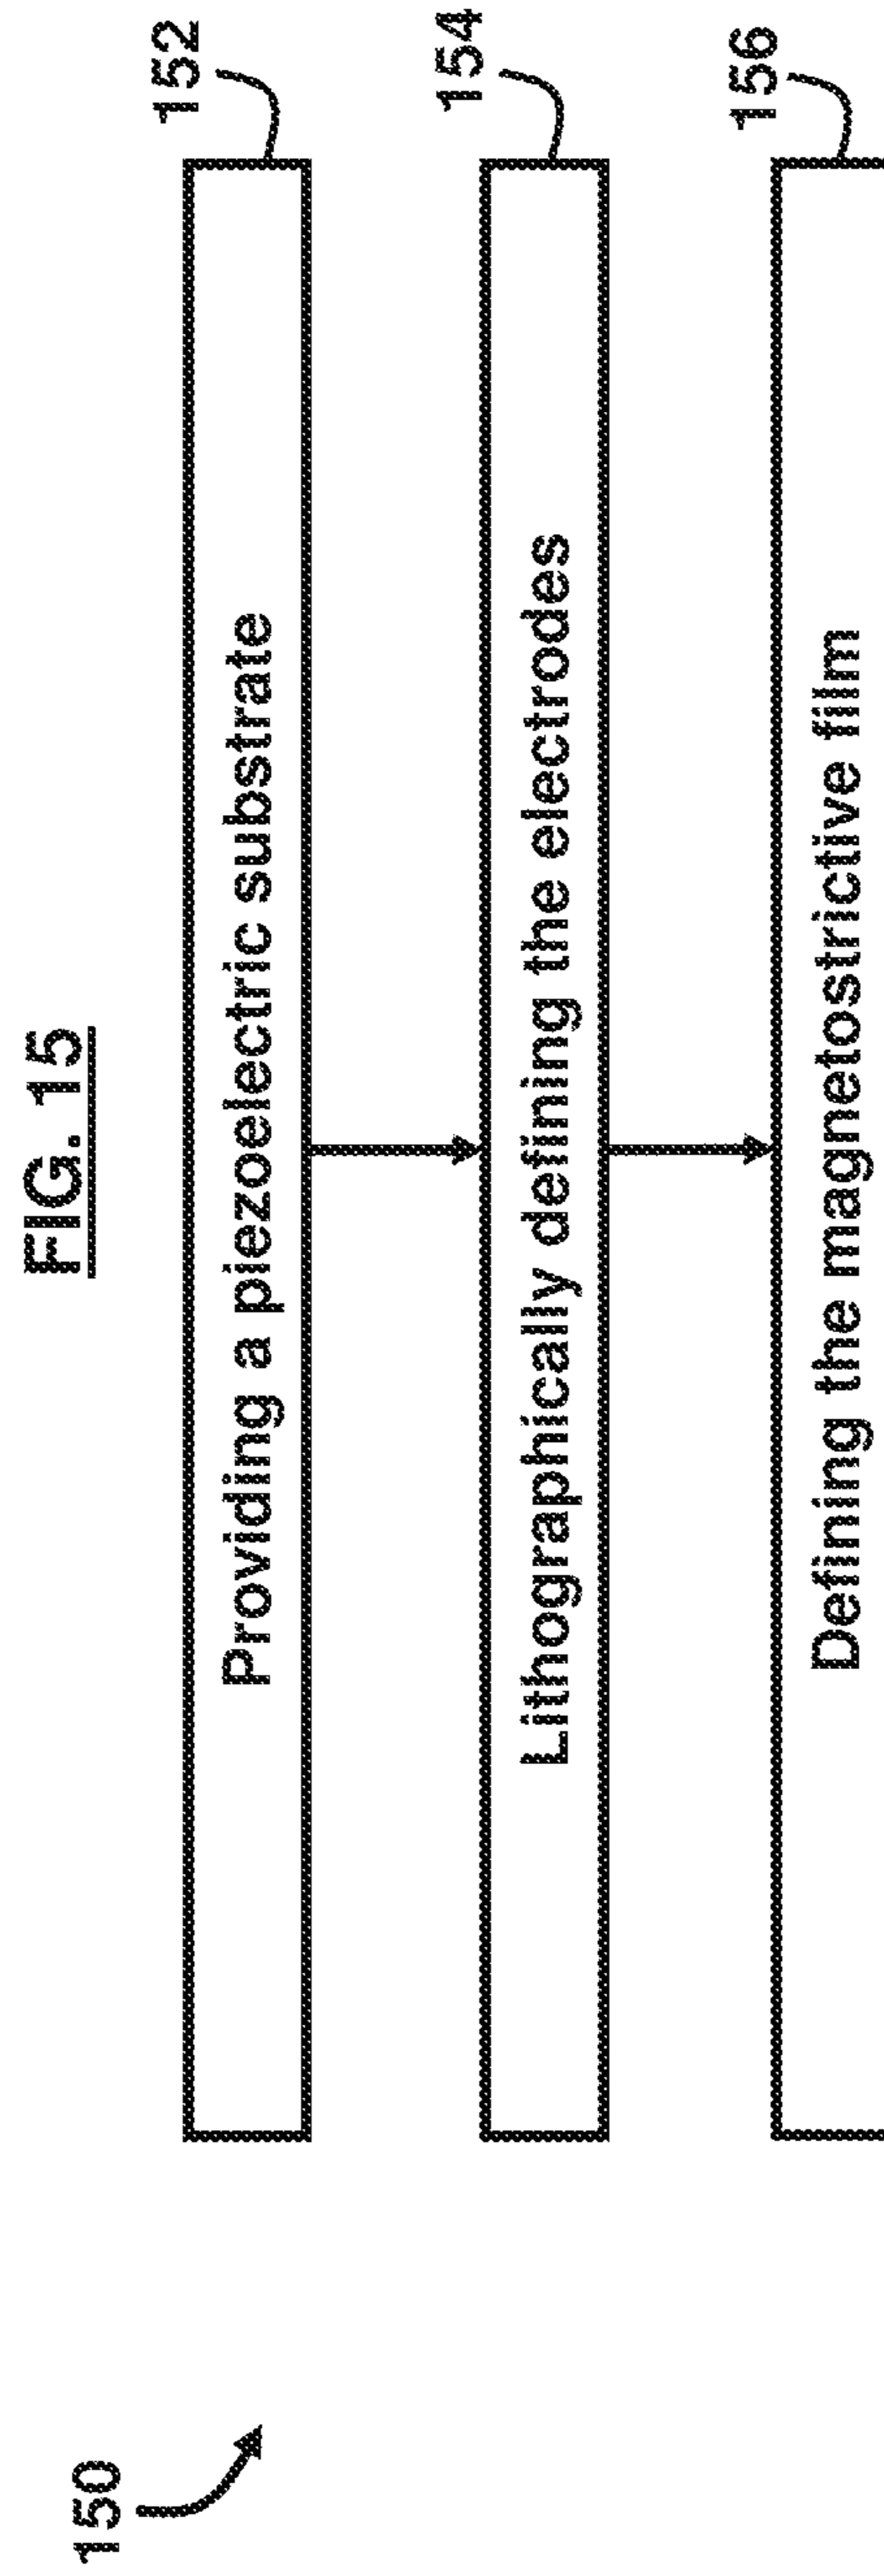 FIG. 15
150
Providing a piezoelectric substrate
152
Lithographically defining the electrodes
154
Defining the magnetostrictive film
156